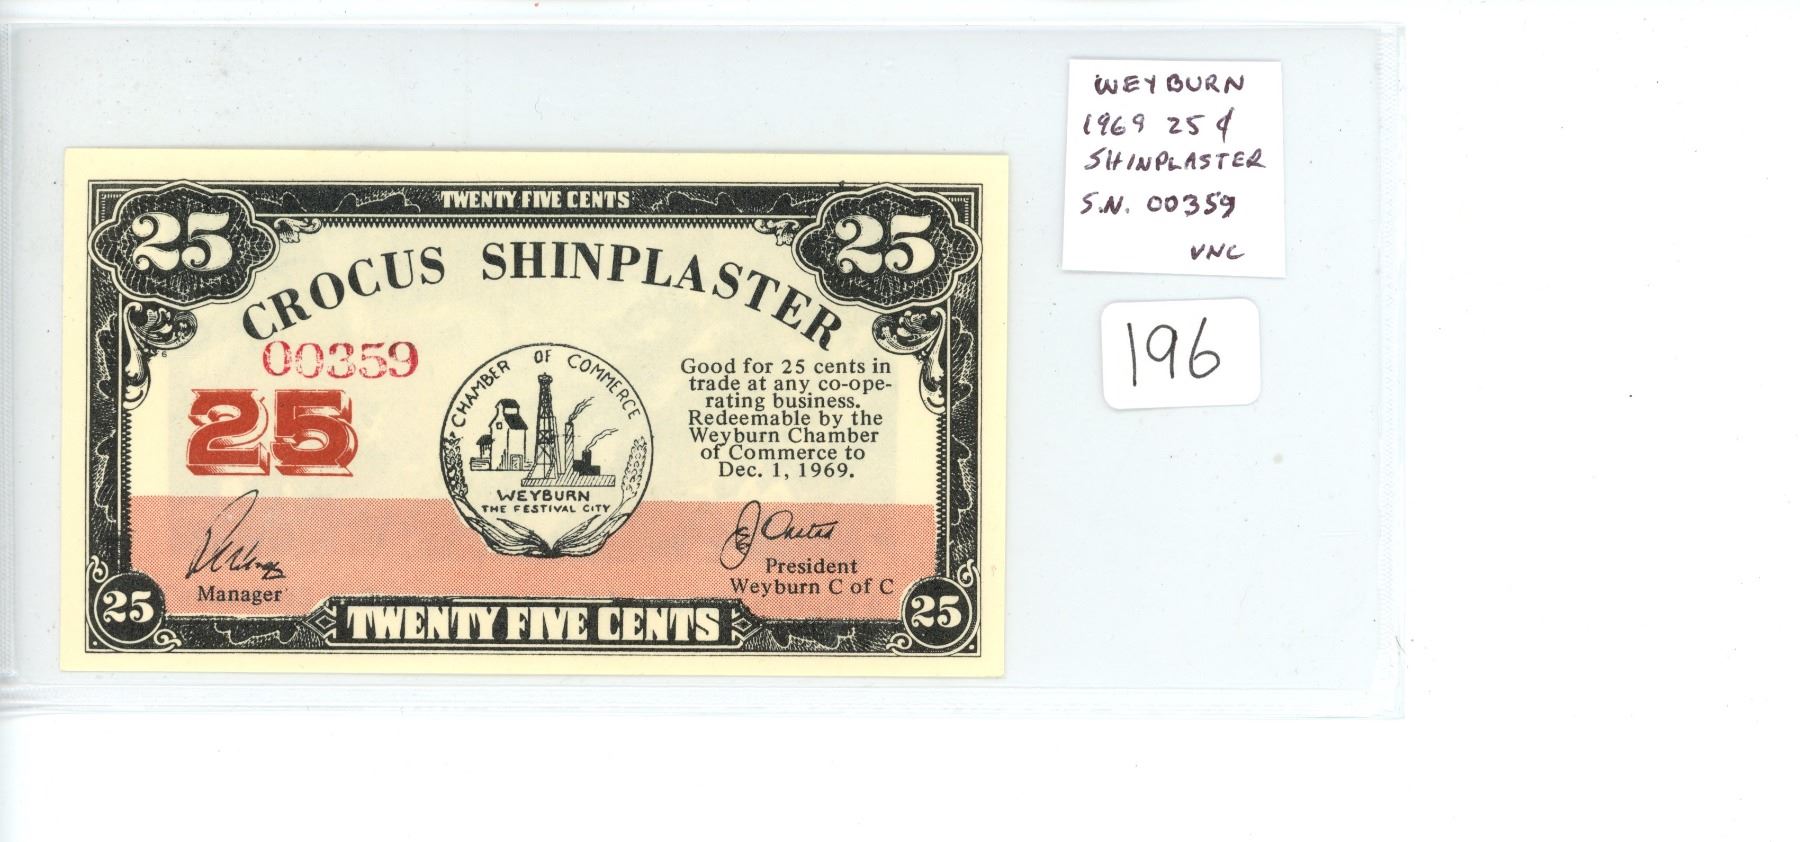 TWENTY FIVE CENTS
25
25
CROCUS SHINPLASTER
00359
25
CHAMBER OF COMMERCE
WEYBURN
THE FESTIVAL CITY
Good for 25 cents in
trade at any co-ope-
rating business.
Redeemable by the
Weyburn Chamber
of Commerce to
Dec. 1, 1969.
Manager
President
Weyburn C of C
25
TWENTY FIVE CENTS
25
WEYBURN
1969 25 ¢
SHINPLASTER
S.N. 00359
UNC
196